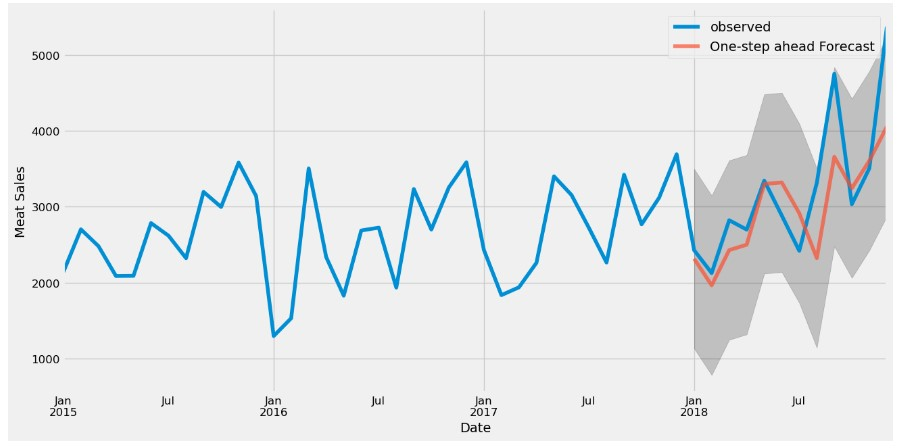 observed
One-step ahead Forecast
5000
4000
3000
2000
1000
Meat Sales
Jan Jul Jan Jul Jan Jul Jan Jul
2015 2016 2017 2018
Date